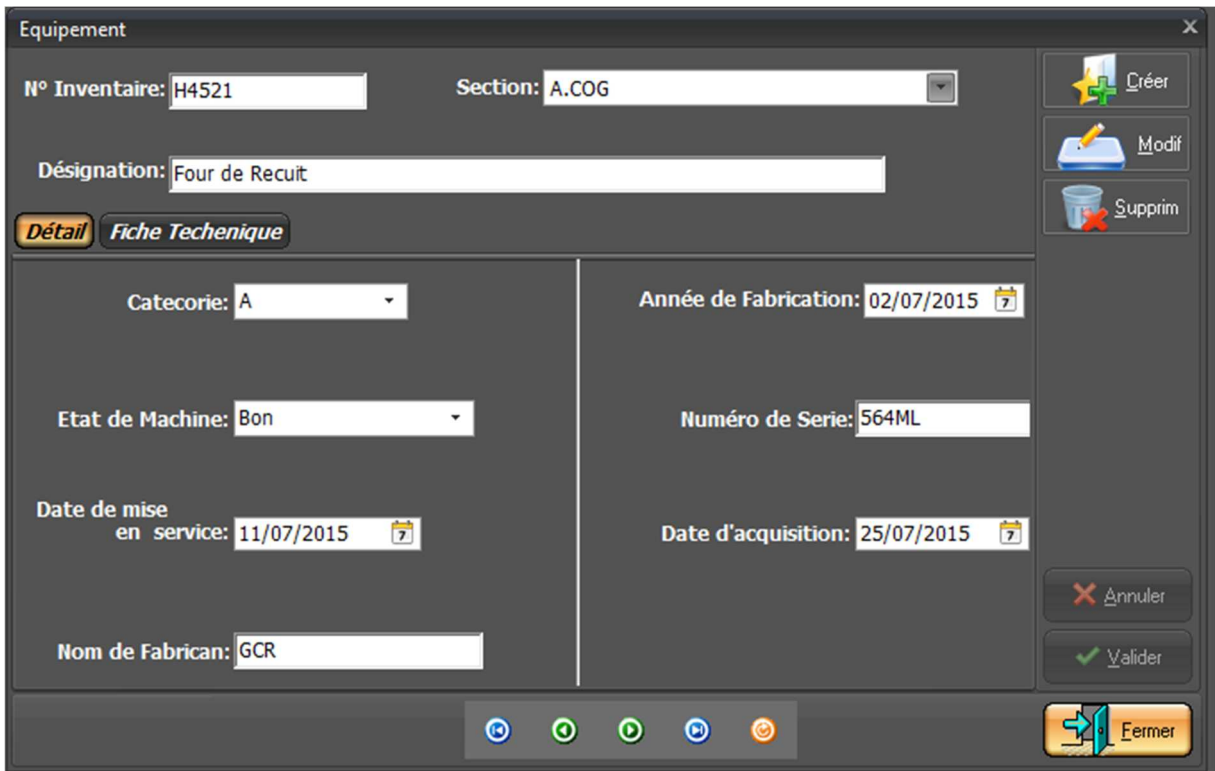 Equipement
N° Inventaire: H4521 Section: A.COG
Créer
Modif
Désignation: Four de Recuit
Supprim
Détail Fiche Techenique
Catecorie: A Année de Fabrication: 02/07/2015
Etat de Machine: Bon Numéro de Serie: 564ML
Date de mise
en service: 11/07/2015 Date d'acquisition: 25/07/2015
Annuler
Nom de Fabrican: GCR
Valider
Fermer